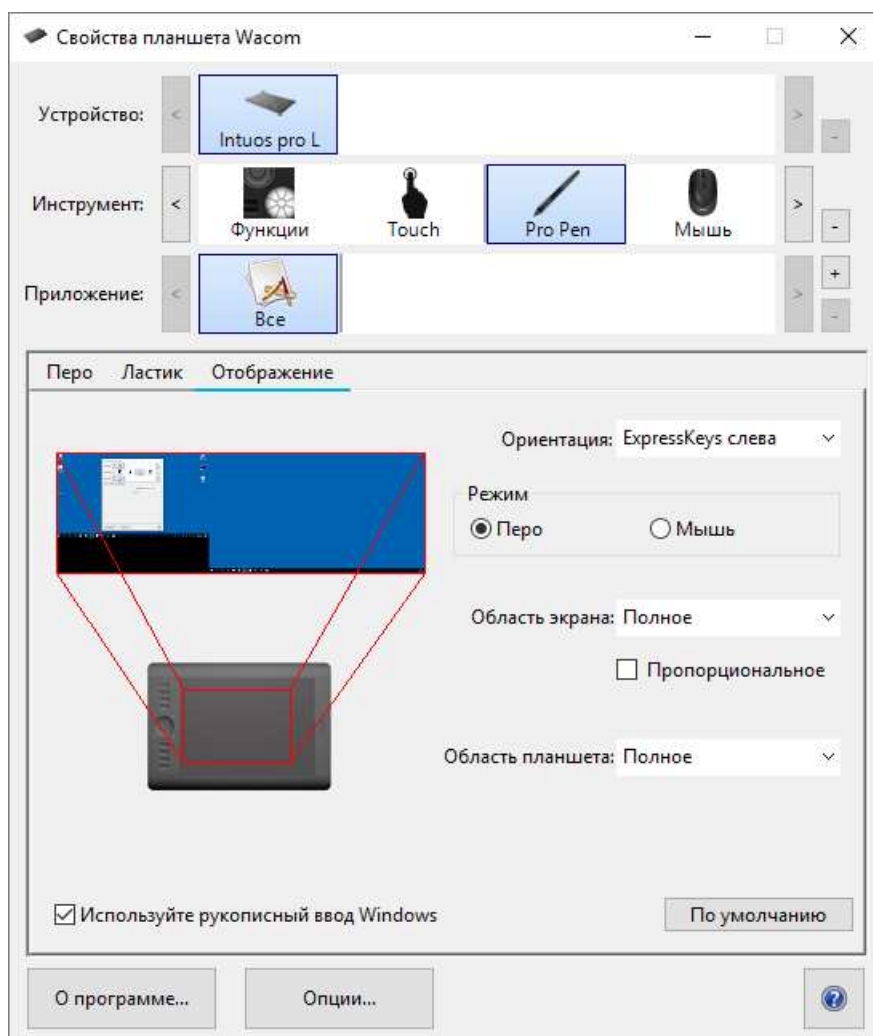 Свойства планшета Wacom
Устройство:
<
Intuos pro L
>
-
Инструмент:
<
Функции
Touch
Pro Pen
Мышь
>
-
Приложение:
<
Все
>
+
-
Перо Ластик Отображение
Ориентация: ExpressKeys слева
Режим
Перо Мышь
Область экрана: Полное
Пропорциональное
Область планшета: Полное
Используйте рукописный ввод Windows
По умолчанию
О программе... Опции... ?